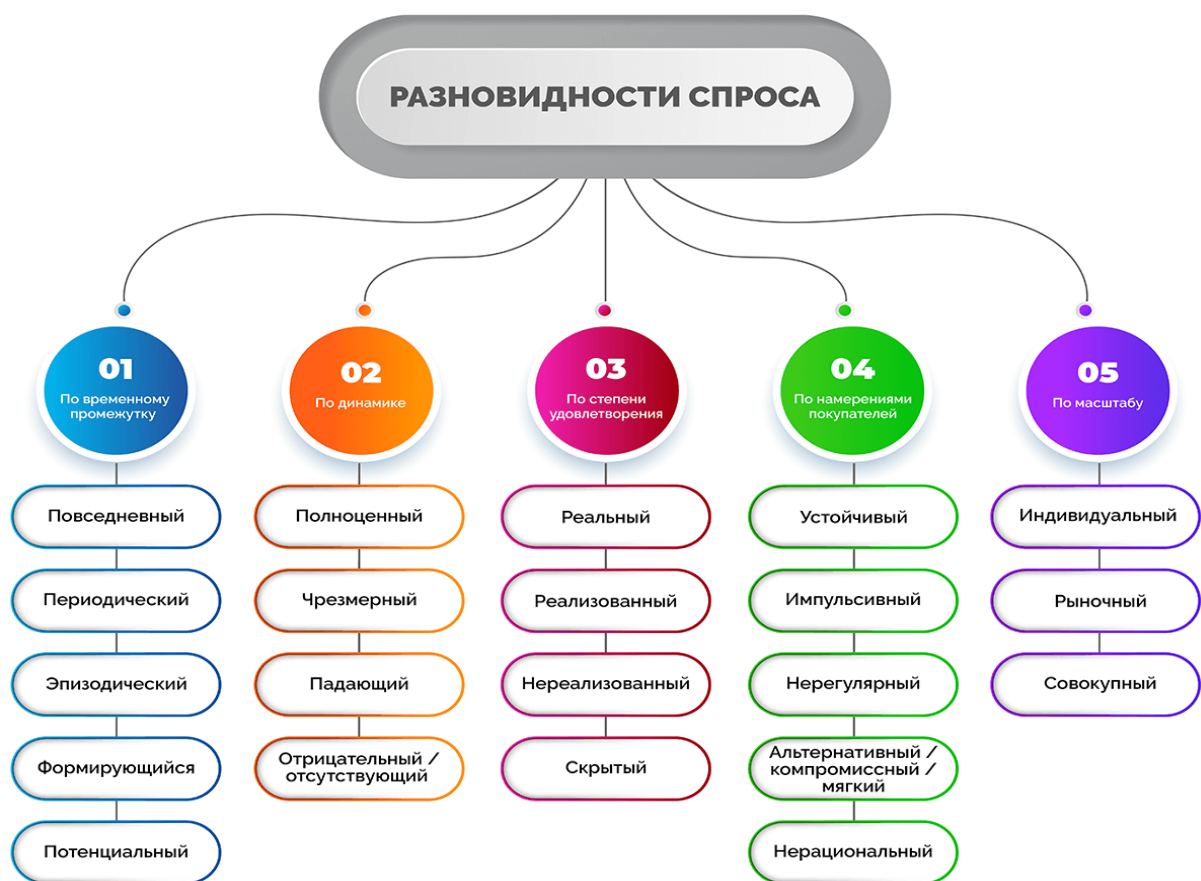 РАЗНОВИДНОСТИ СПРОСА
01
По временному
промежутку
Повседневный
Периодический
Эпизодический
Формирующийся
Потенциальный
02
По динамике
Полноценный
Чрезмерный
Падающий
Отрицательный /
отсутствующий
03
По степени
удовлетворения
Реальный
Реализованный
Нереализованный
Скрытый
04
По намерениями
покупателей
Устойчивый
Импульсивный
Нерегулярный
Альтернативный /
компромиссный /
мягкий
Нерациональный
05
По масштабу
Индивидуальный
Рыночный
Совокупный